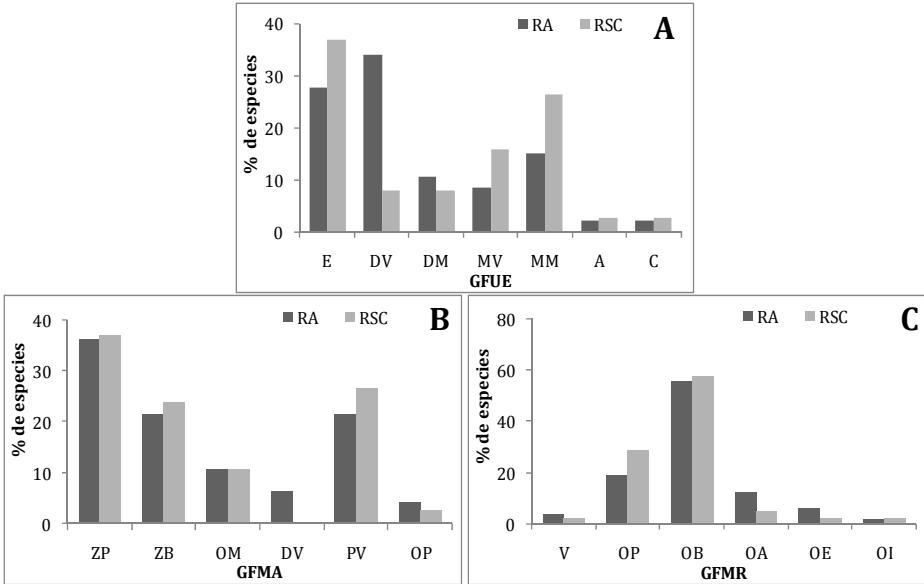 A
RA RSC
% de especies
40
30
20
10
0
E DV DM MV MM A C
GFUE
B
RA RSC
% de especies
40
30
20
10
0
ZP ZB OM DV PV OP
GFMA
C
RA RSC
% de especies
80
60
40
20
0
V OP OB OA OE OI
GFMR